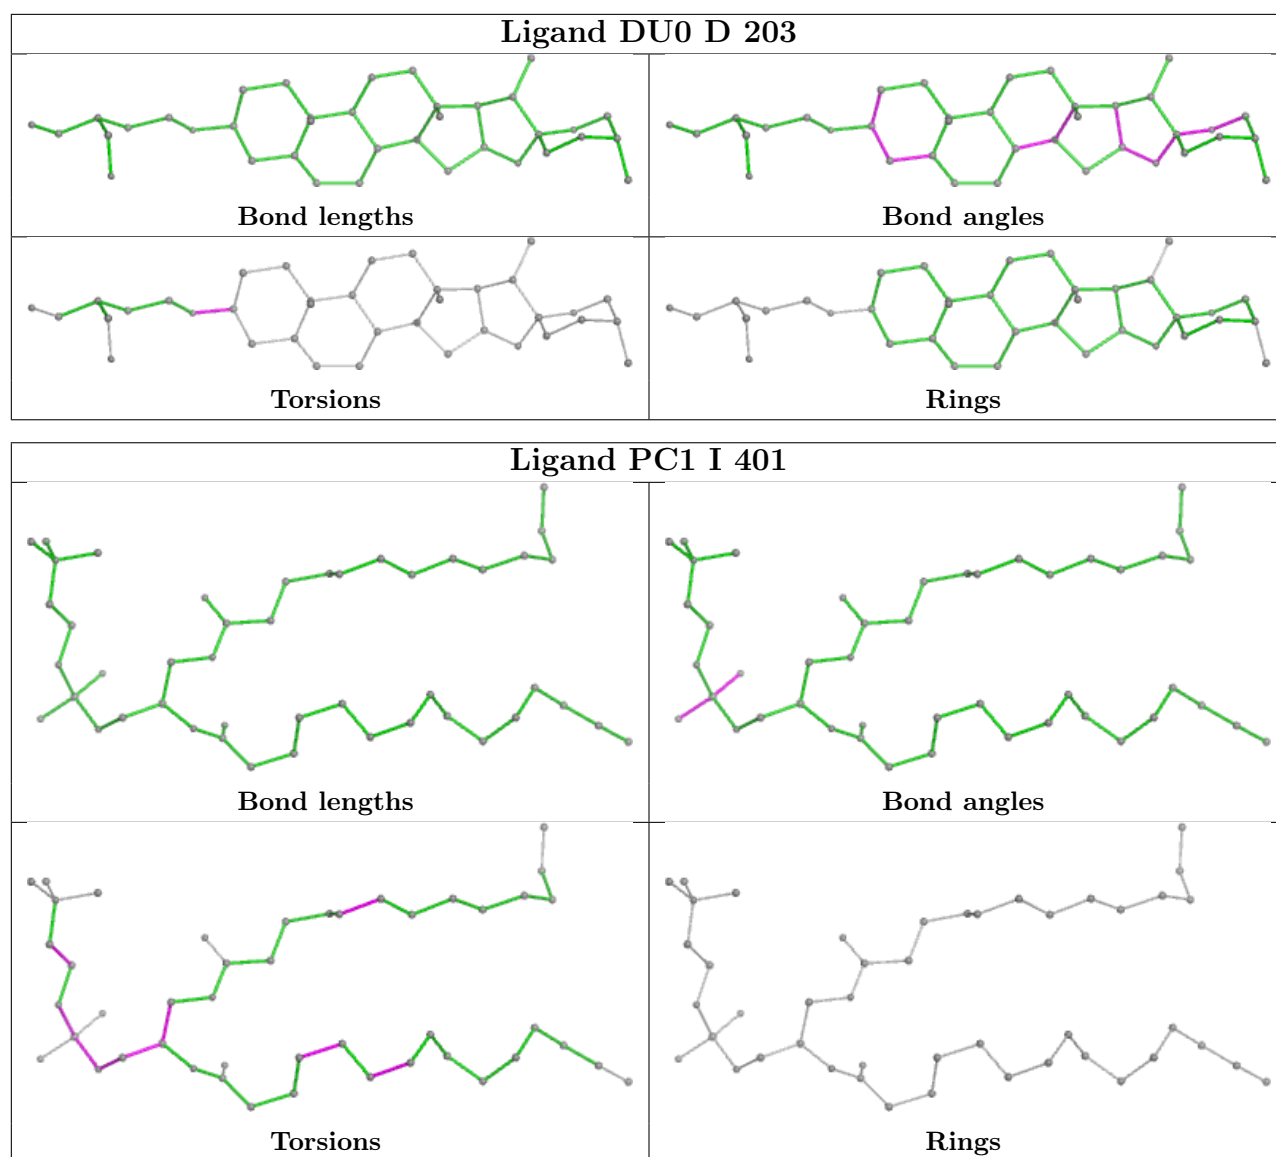 Ligand DU0 D 203
Bond lengths
Bond angles
Torsions
Rings
Ligand PC1 I 401
Bond lengths
Bond angles
Torsions
Rings